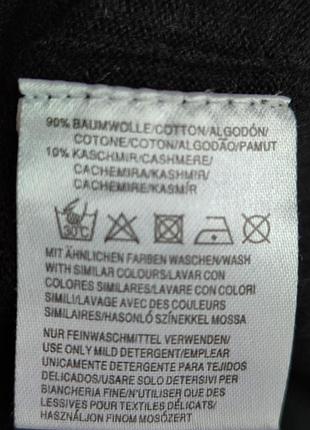 90% BAUMWOLLE/COTTON/ALGODÓN/
COTONE/COTON/ALGODÃO/PAMUT
10% KASCHMIR/CASHMERE/
CACHEMIRA/KASHMIR/
CACHEMIRE/KASMÍR
30°C
MIT ÄHNLICHEN FARBEN WASCHEN/WASH
WITH SIMILAR COLOURS/LAVAR CON
COLORES SIMILARES/LAVARE CON COLORI
SIMILI/LAVAGE AVEC DES COULEURS
SIMILAIRES/HASONLÓ SZÍNEKKEL MOSSA
NUR FEINWASCHMITTEL VERWENDEN/
USE ONLY MILD DETERGENT/EMPLEAR
ÚNICAMENTE DETERGENTE PARA TEJIDOS
DELICADOS/USARE SOLO DETERSIVI PER
BIANCHERIA FINE/N'UTILISER QUE DES
LESSIVES POUR TEXTILES DÉLICATS/
HASZNÁLJON FINOM MOSÓSZERT